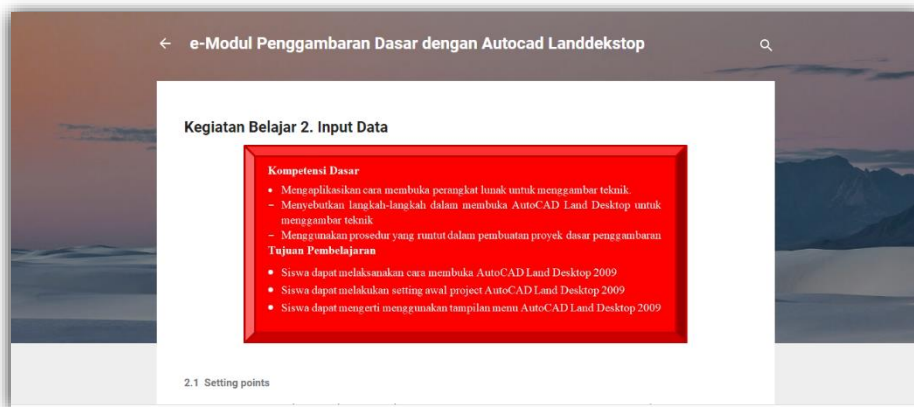 ← e-Modul Penggambaran Dasar dengan Autocad Landdekstop
Kegiatan Belajar 2. Input Data
Kompetensi Dasar
• Mengaplikasikan cara membuka perangkat lunak untuk menggambar teknik.
– Menyebutkan langkah-langkah dalam membuka AutoCAD Land Desktop untuk
menggambar teknik
– Menggunakan prosedur yang runtut dalam pembuatan proyek dasar penggambaran
Tujuan Pembelajaran
• Siswa dapat melaksanakan cara membuka AutoCAD Land Desktop 2009
• Siswa dapat melakukan setting awal project AutoCAD Land Desktop 2009
• Siswa dapat mengerti menggunakan tampilan menu AutoCAD Land Desktop 2009
2.1 Setting points